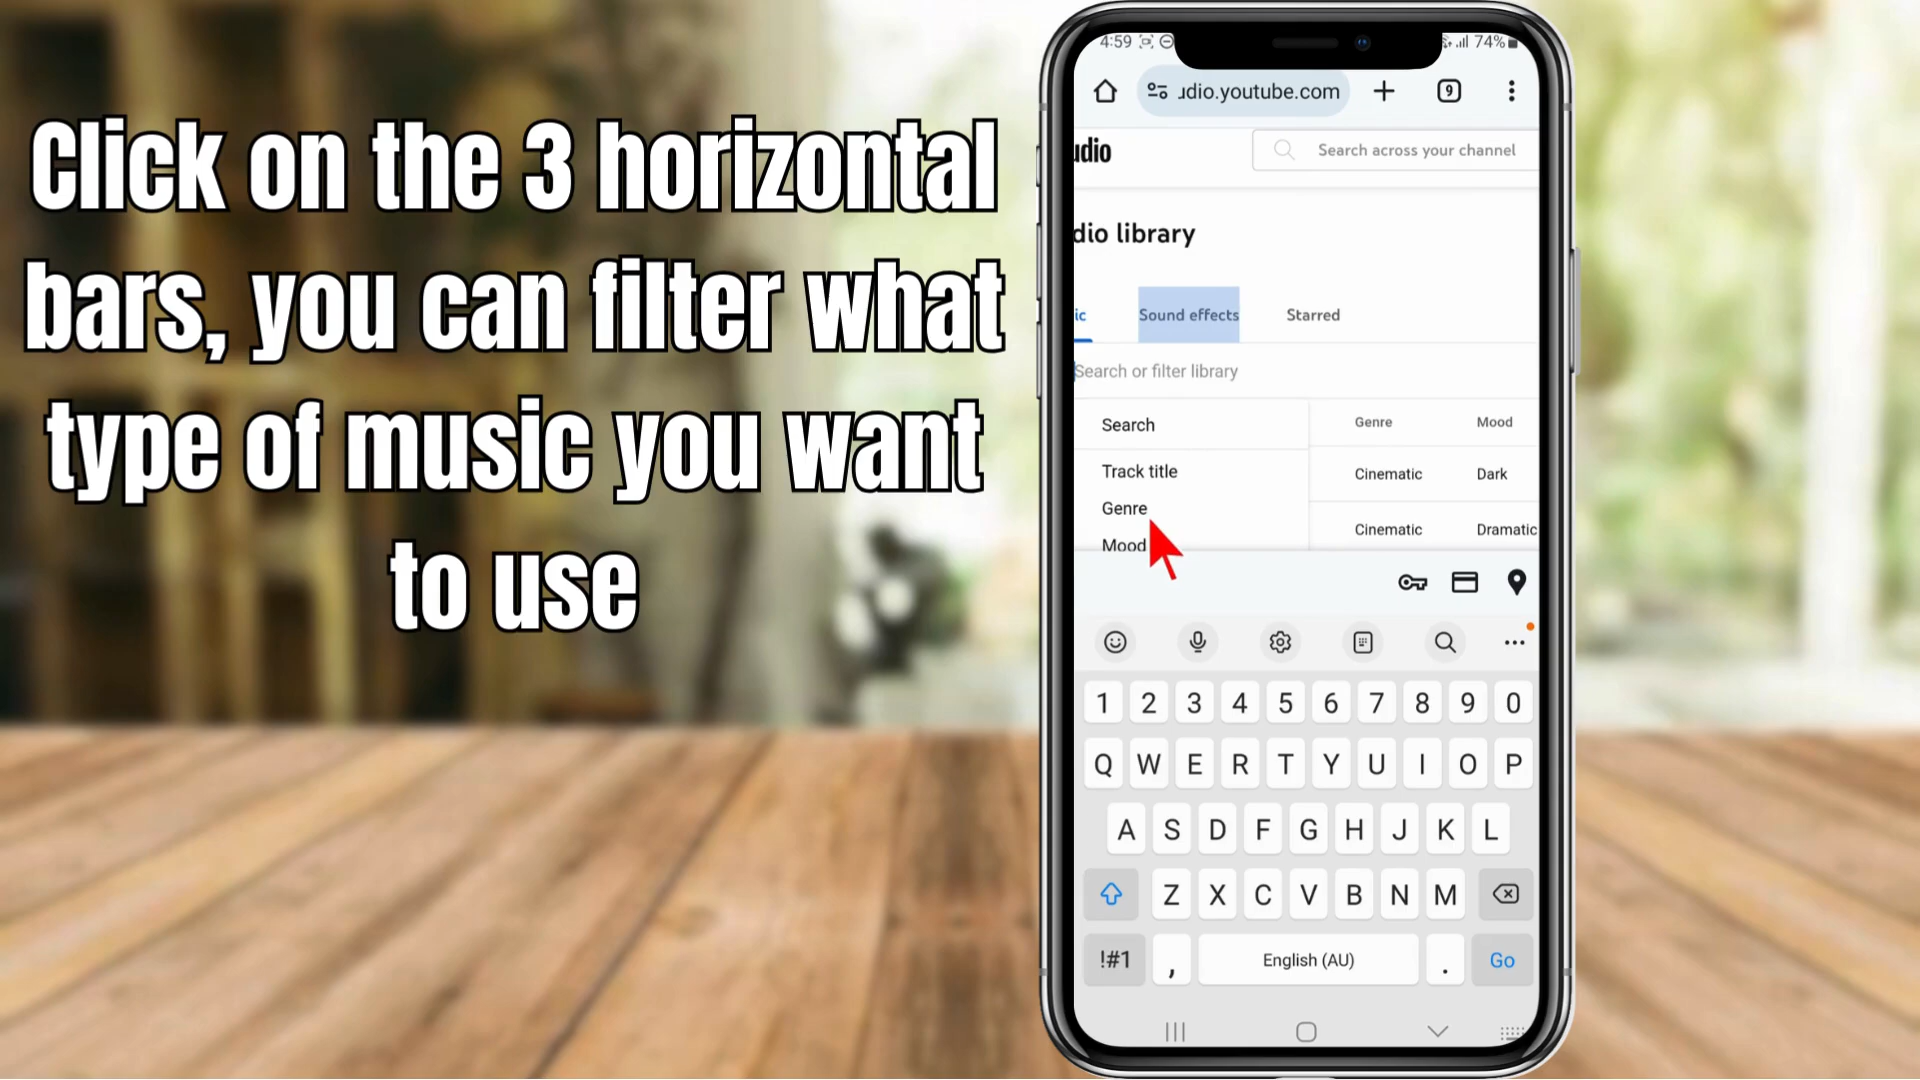 Click on the 3 horizontal
bars, you can filter what
type of music you want
to use
4:59
74%
udio.youtube.com
9
udio
Search across your channel
dio library
ic
Sound effects
Starred
Search or filter library
Search
Genre
Mood
Track title
Cinematic
Dark
Genre
Cinematic
Dramatic
Mood
1 2 3 4 5 6 7 8 9 0
Q W E R T Y U I O P
A S D F G H J K L
Z X C V B N M
!#1 , English (AU) . Go